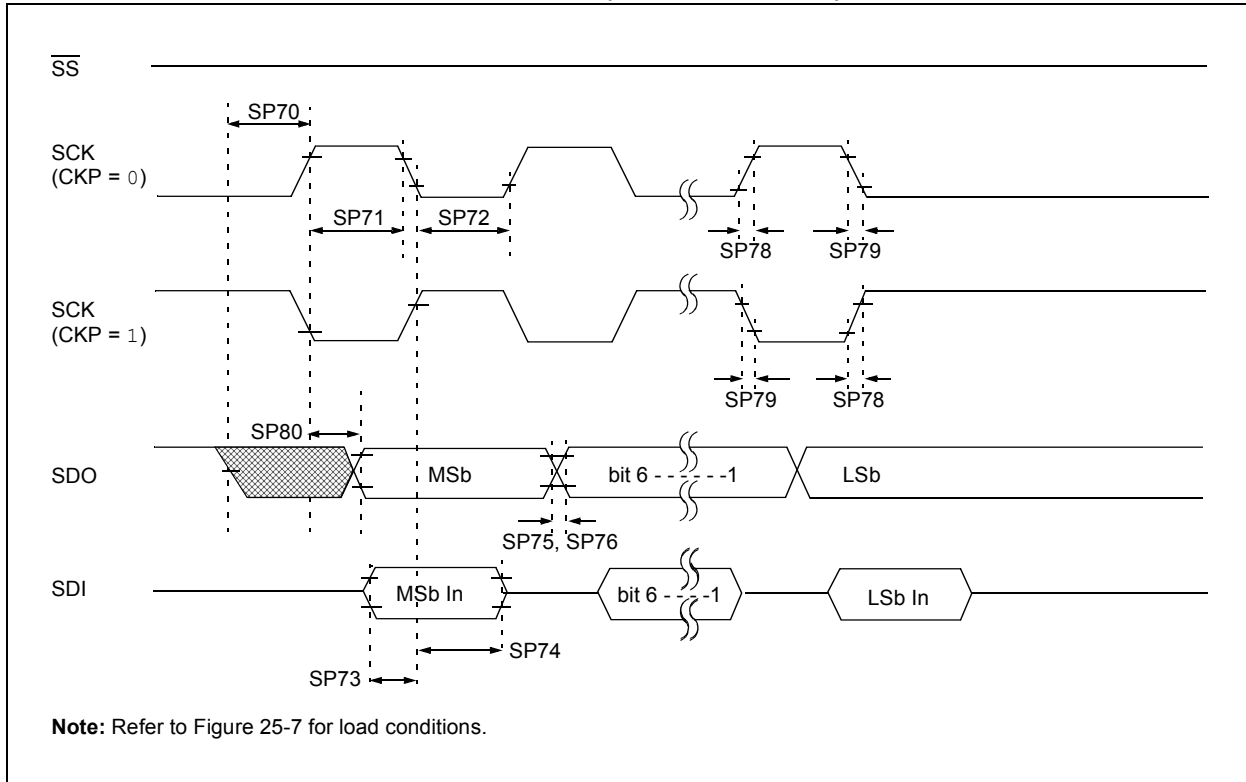 SS
SP70
SCK
(CKP = 0)
SP71
SP72
SP78
SP79
SCK
(CKP = 1)
SP79
SP78
SP80
SDO
MSb
bit 6 - - - - - -1
LSb
SP75, SP76
SDI
MSb In
bit 6 - - - - -1
LSb In
SP74
SP73
Note: Refer to Figure 25-7 for load conditions.